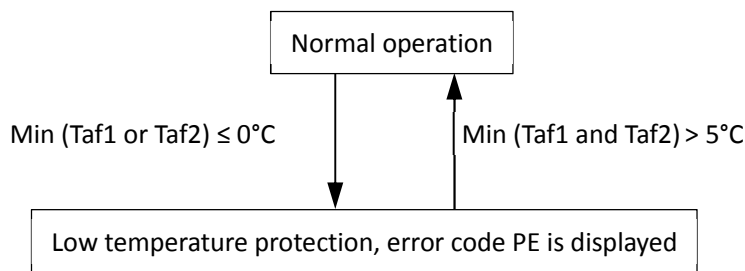 Normal operation
Min (Taf1 or Taf2) ≤ 0°C
Min (Taf1 and Taf2) > 5°C
Low temperature protection, error code PE is displayed